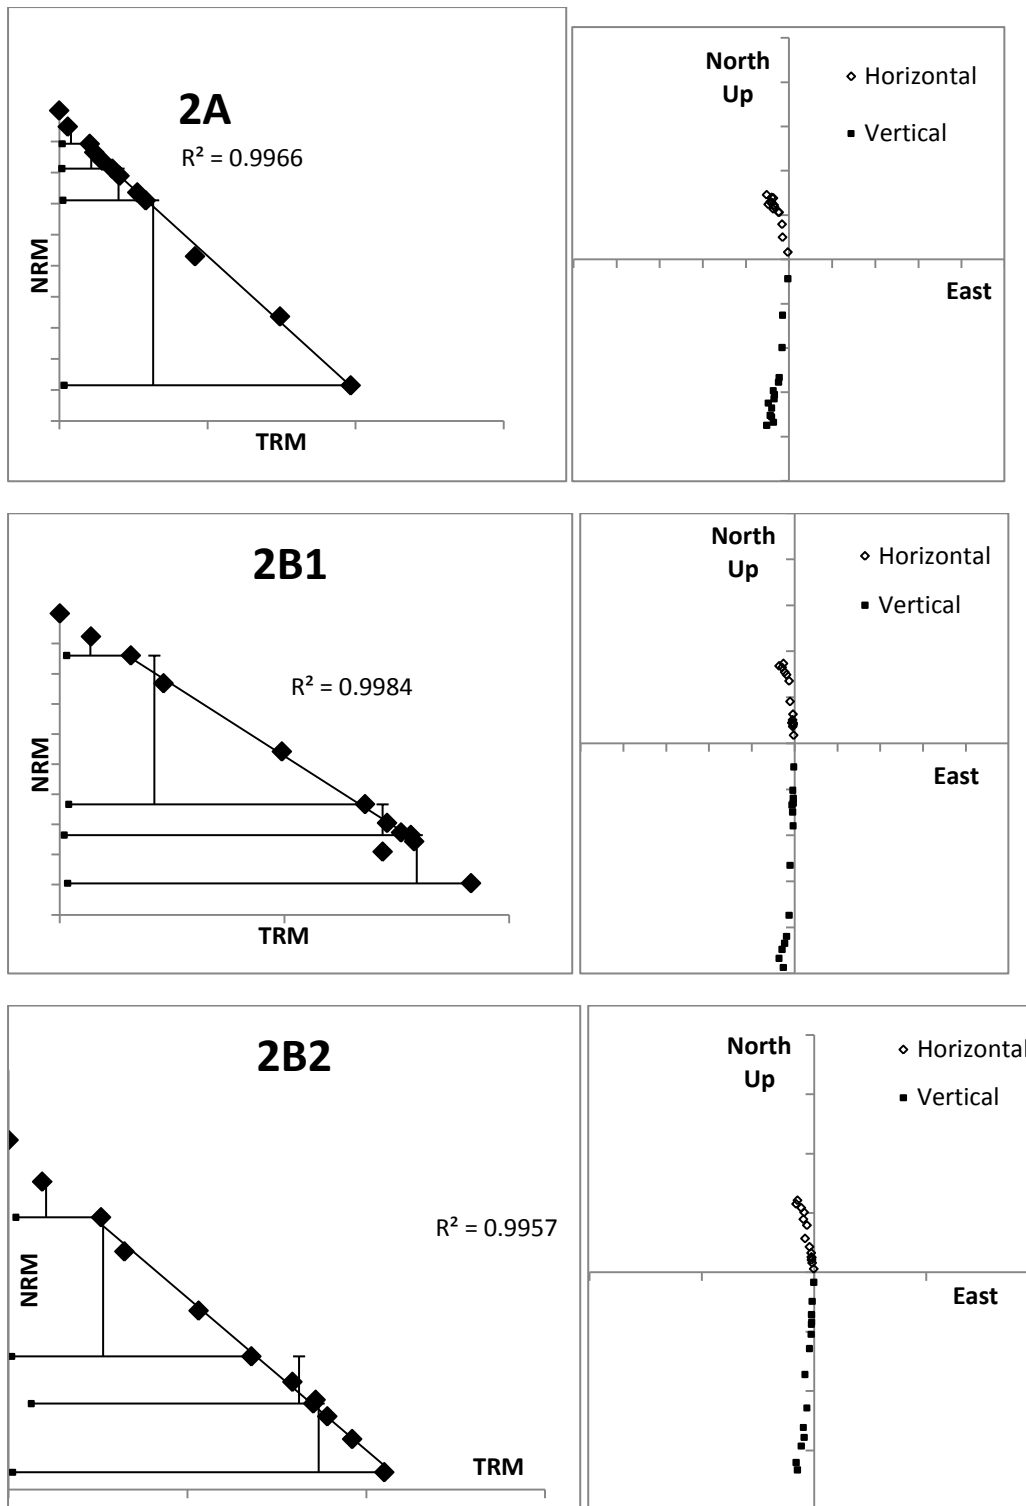 2A
R² = 0.9966
NRM
TRM
North
Up
Horizontal
Vertical
East
2B1
R² = 0.9984
NRM
TRM
North
Up
Horizontal
Vertical
East
2B2
R² = 0.9957
NRM
TRM
North
Up
Horizontal
Vertical
East